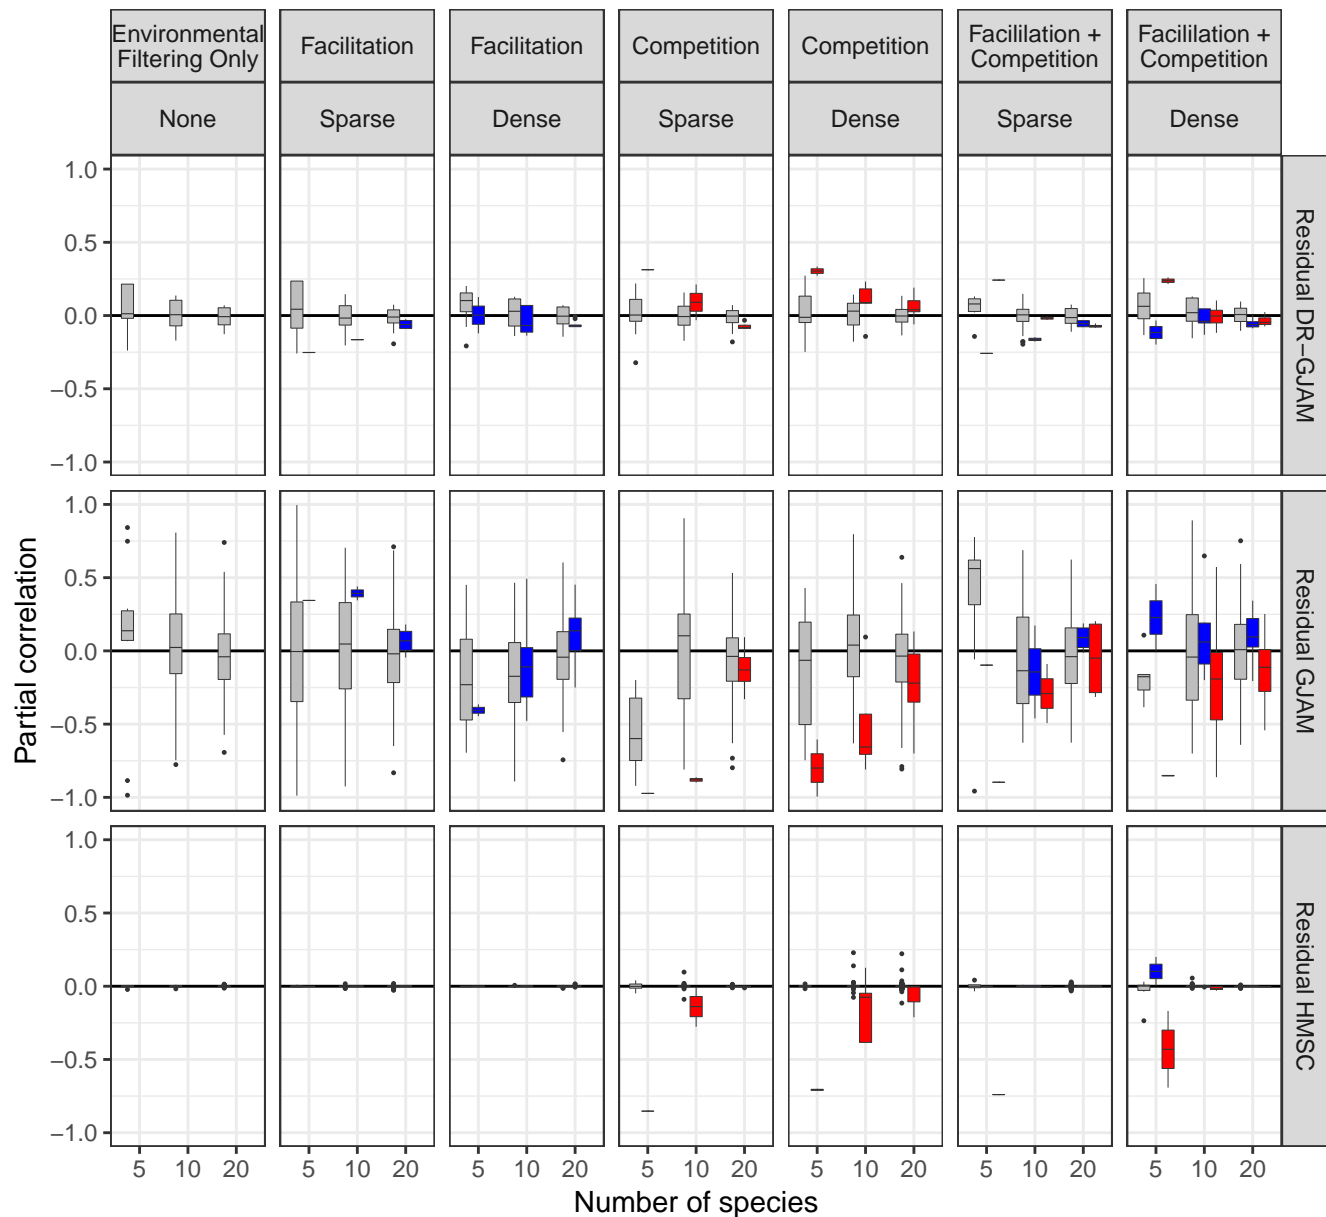 Environmental
Filtering Only
Facilitation
Facilitation
Competition
Competition
Facililation +
Competition
Facililation +
Competition
None
Sparse
Dense
Sparse
Dense
Sparse
Dense
1.0
0.5
0.0
−0.5
−1.0
Residual DR−GJAM
Partial correlation
1.0
0.5
0.0
−0.5
−1.0
Residual GJAM
1.0
0.5
0.0
−0.5
−1.0
Residual HMSC
5 10 20
5 10 20
5 10 20
5 10 20
5 10 20
5 10 20
5 10 20
Number of species